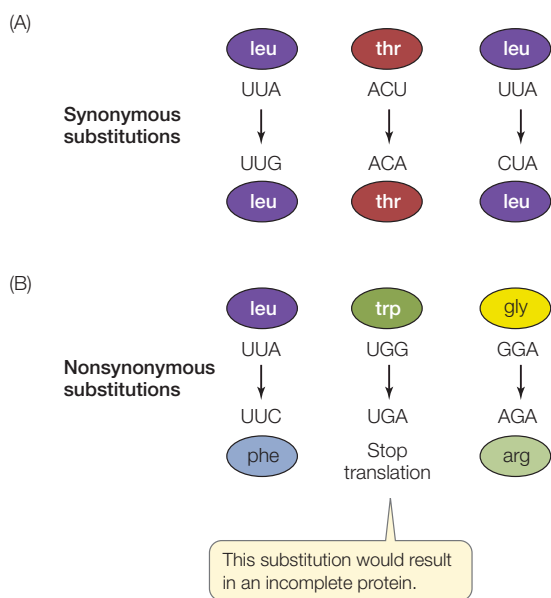 (A)
leu thr leu
UUA ACU UUA
Synonymous
substitutions
UUG ACA CUA
leu thr leu
(B)
leu trp gly
UUA UGG GGA
Nonsynonymous
substitutions
UUC UGA AGA
phe Stop arg
translation
This substitution would result
in an incomplete protein.